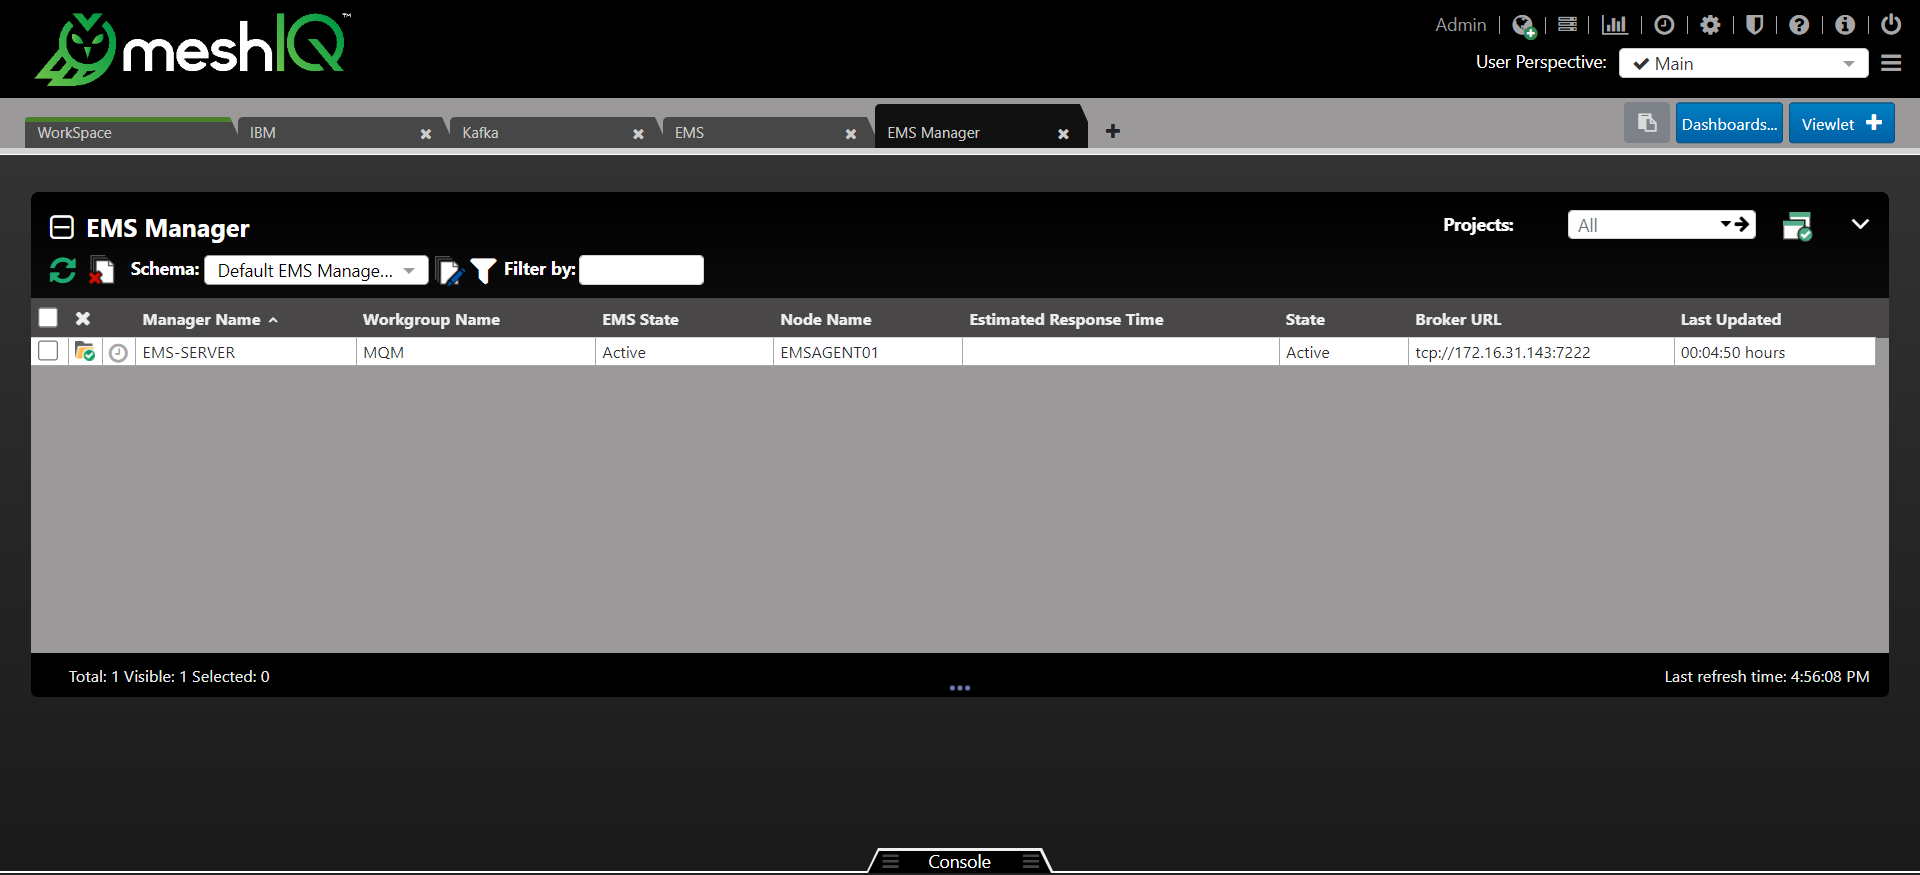 meshIQ™
Admin
User Perspective: Main
WorkSpace IBM Kafka EMS EMS Manager
Dashboards... Viewlet
EMS Manager Projects: All
Schema: Default EMS Manage... Filter by:
Manager Name Workgroup Name EMS State Node Name Estimated Response Time State Broker URL Last Updated
EMS-SERVER MQM Active EMSAGENT01 Active tcp://172.16.31.143:7222 00:04:50 hours
Total: 1 Visible: 1 Selected: 0 Last refresh time: 4:56:08 PM
Console